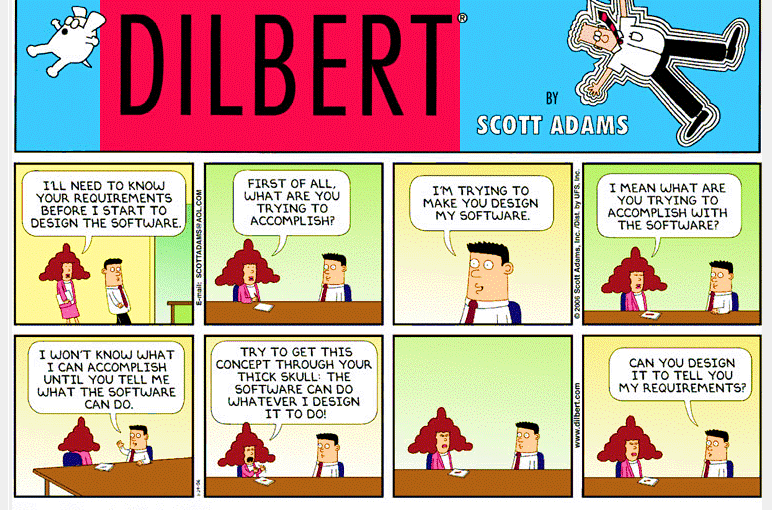 DILBERT®
BY
SCOTT ADAMS
I'LL NEED TO KNOW
YOUR REQUIREMENTS
BEFORE I START TO
DESIGN THE SOFTWARE.
E-mail: SCOTTADAMS@AOL.COM
FIRST OF ALL,
WHAT ARE YOU
TRYING TO
ACCOMPLISH?
I'M TRYING TO
MAKE YOU DESIGN
MY SOFTWARE.
© 2006 Scott Adams, Inc. /Dist. by UFS, Inc.
I MEAN WHAT ARE
YOU TRYING TO
ACCOMPLISH WITH
THE SOFTWARE?
I WON'T KNOW WHAT
I CAN ACCOMPLISH
UNTIL YOU TELL ME
WHAT THE SOFTWARE
CAN DO.
TRY TO GET THIS
CONCEPT THROUGH YOUR
THICK SKULL: THE
SOFTWARE CAN DO
WHATEVER I DESIGN
IT TO DO!
www.dilbert.com
CAN YOU DESIGN
IT TO TELL YOU
MY REQUIREMENTS?